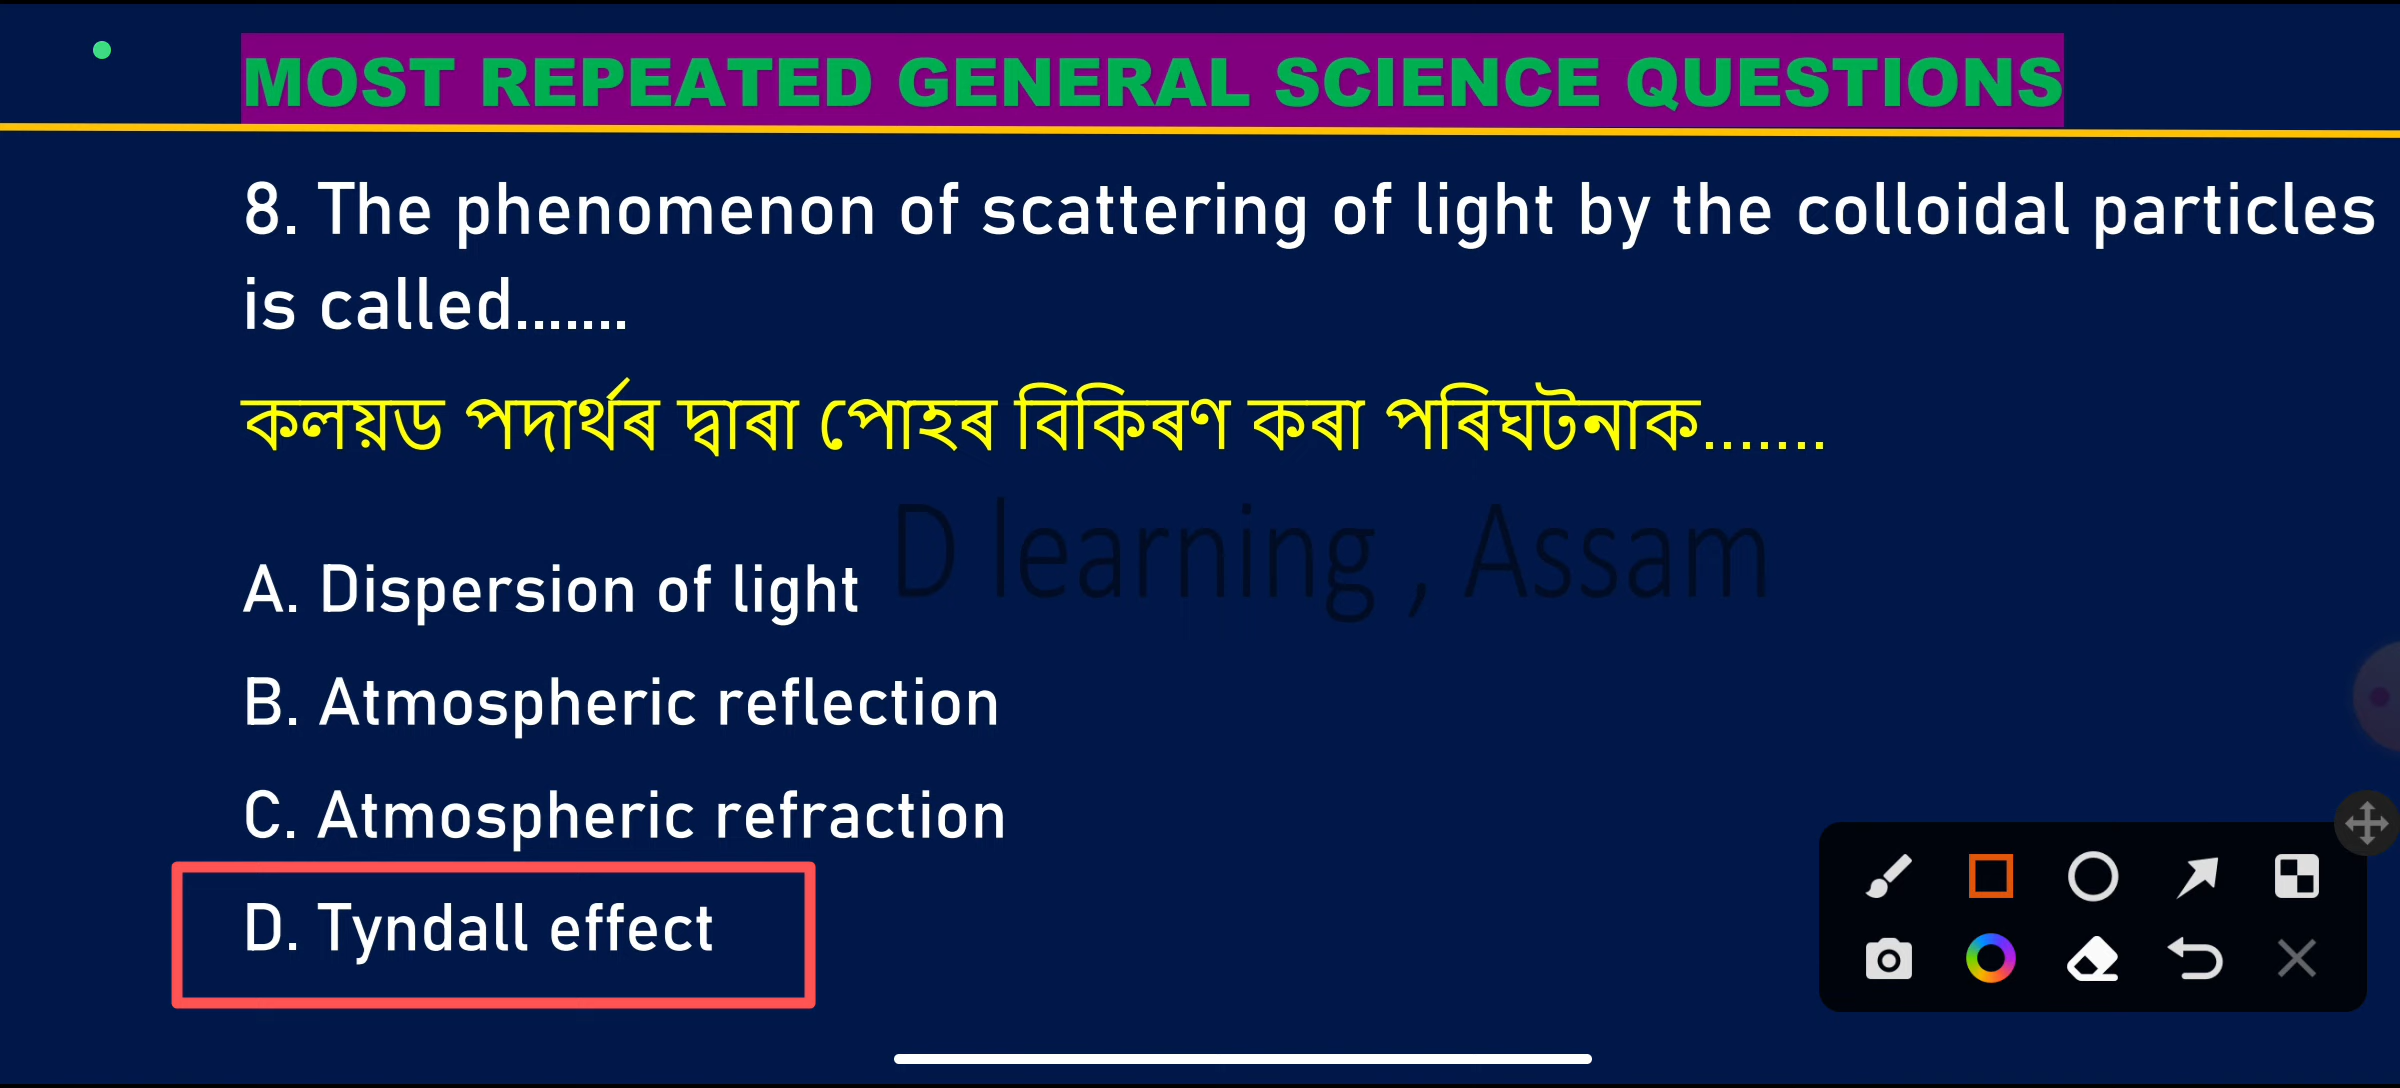 MOST REPEATED GENERAL SCIENCE QUESTIONS
8. The phenomenon of scattering of light by the colloidal particles
is called.......
কলয়ড পদাৰ্থৰ দ্বাৰা পোহৰ বিকিৰণ কৰা পৰিঘটনাক.......
D learning , Assam
A. Dispersion of light
B. Atmospheric reflection
C. Atmospheric refraction
D. Tyndall effect